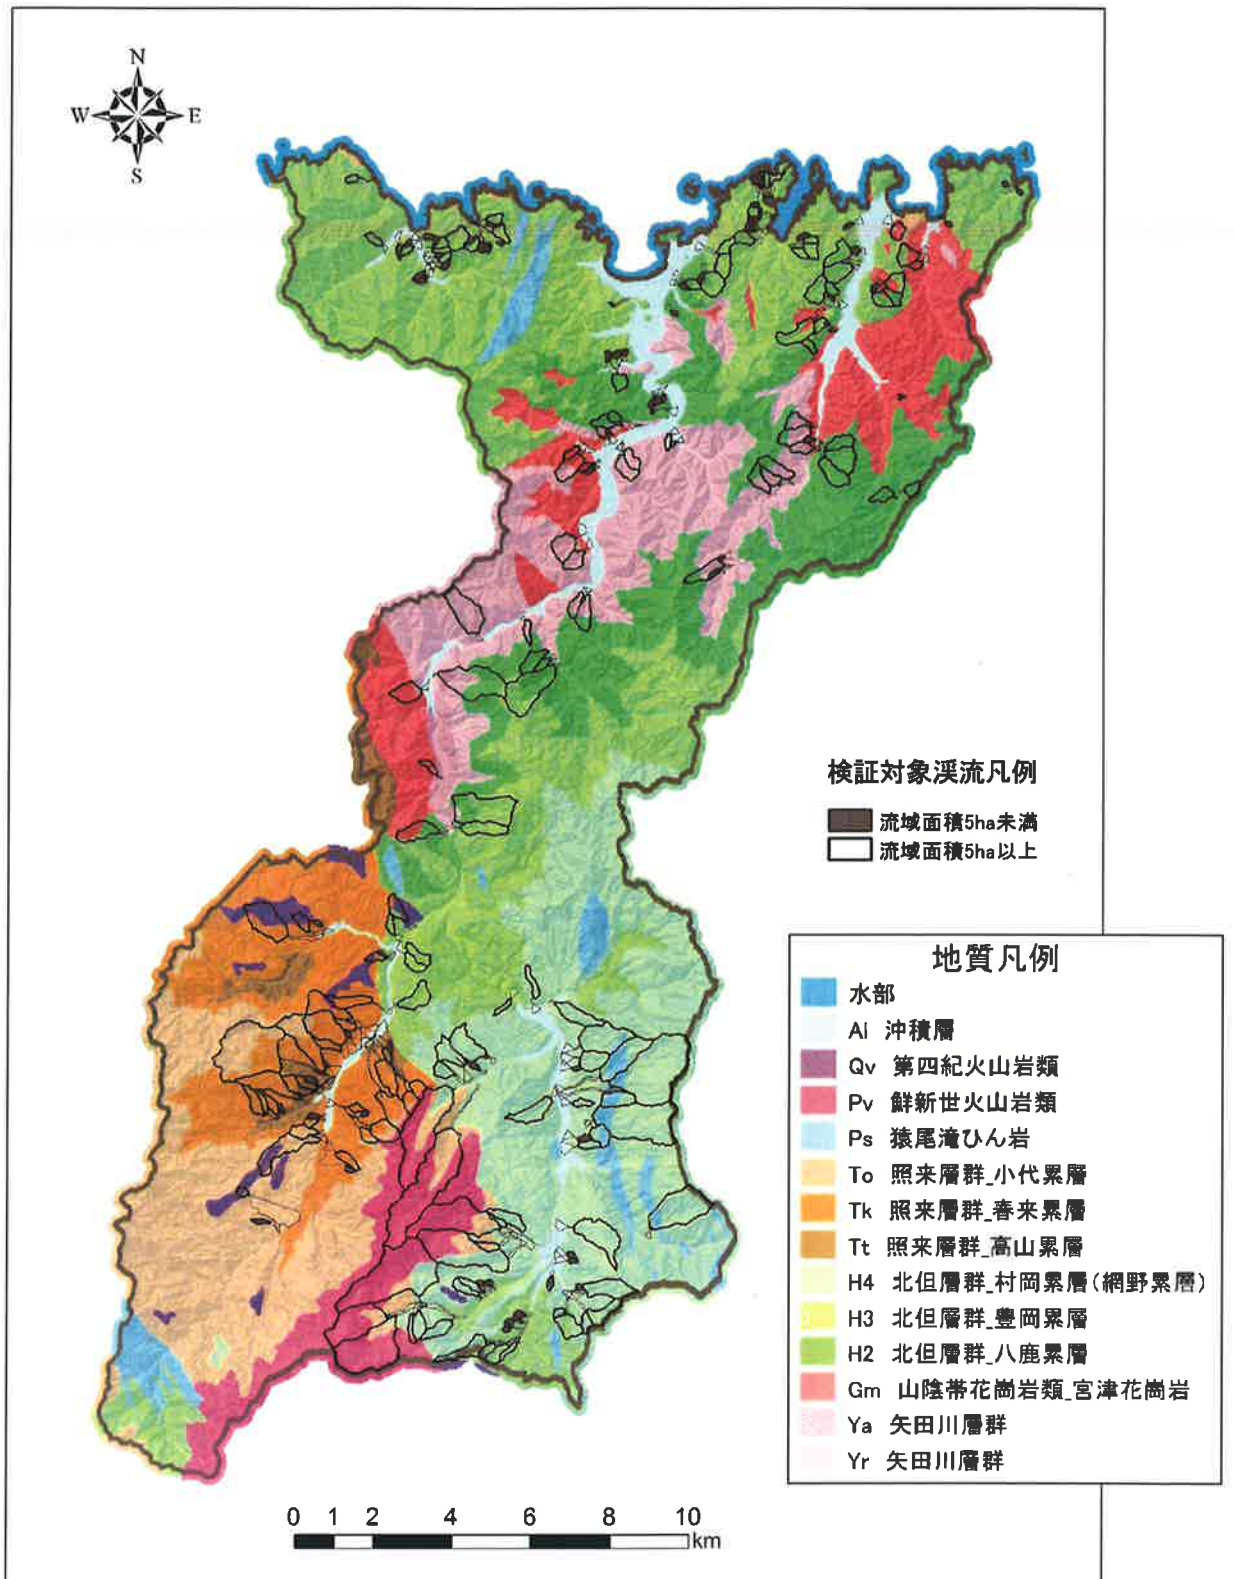 N
W E
S
検証対象渓流凡例
流域面積5ha未満
流域面積5ha以上
地質凡例
水部
Al 沖積層
Qv 第四紀火山岩類
Pv 鮮新世火山岩類
Ps 猿尾滝ひん岩
To 照来層群_小代累層
Tk 照来層群_春来累層
Tt 照来層群_高山累層
H4 北但層群_村岡累層(網野累層)
H3 北但層群_豊岡累層
H2 北但層群_八鹿累層
Gm 山陰帯花崗岩類_宮津花崗岩
Ya 矢田川層群
Yr 矢田川層群
0 1 2 4 6 8 10
km